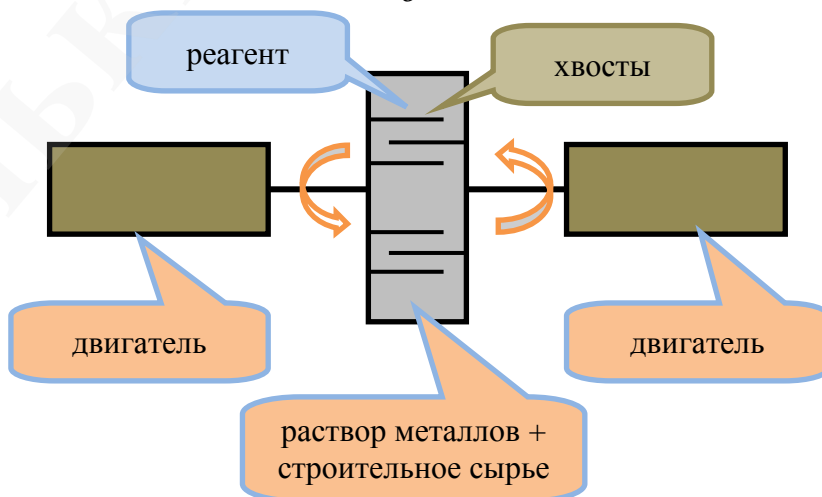 реагент
хвосты
двигатель
двигатель
раствор металлов +
строительное сырье